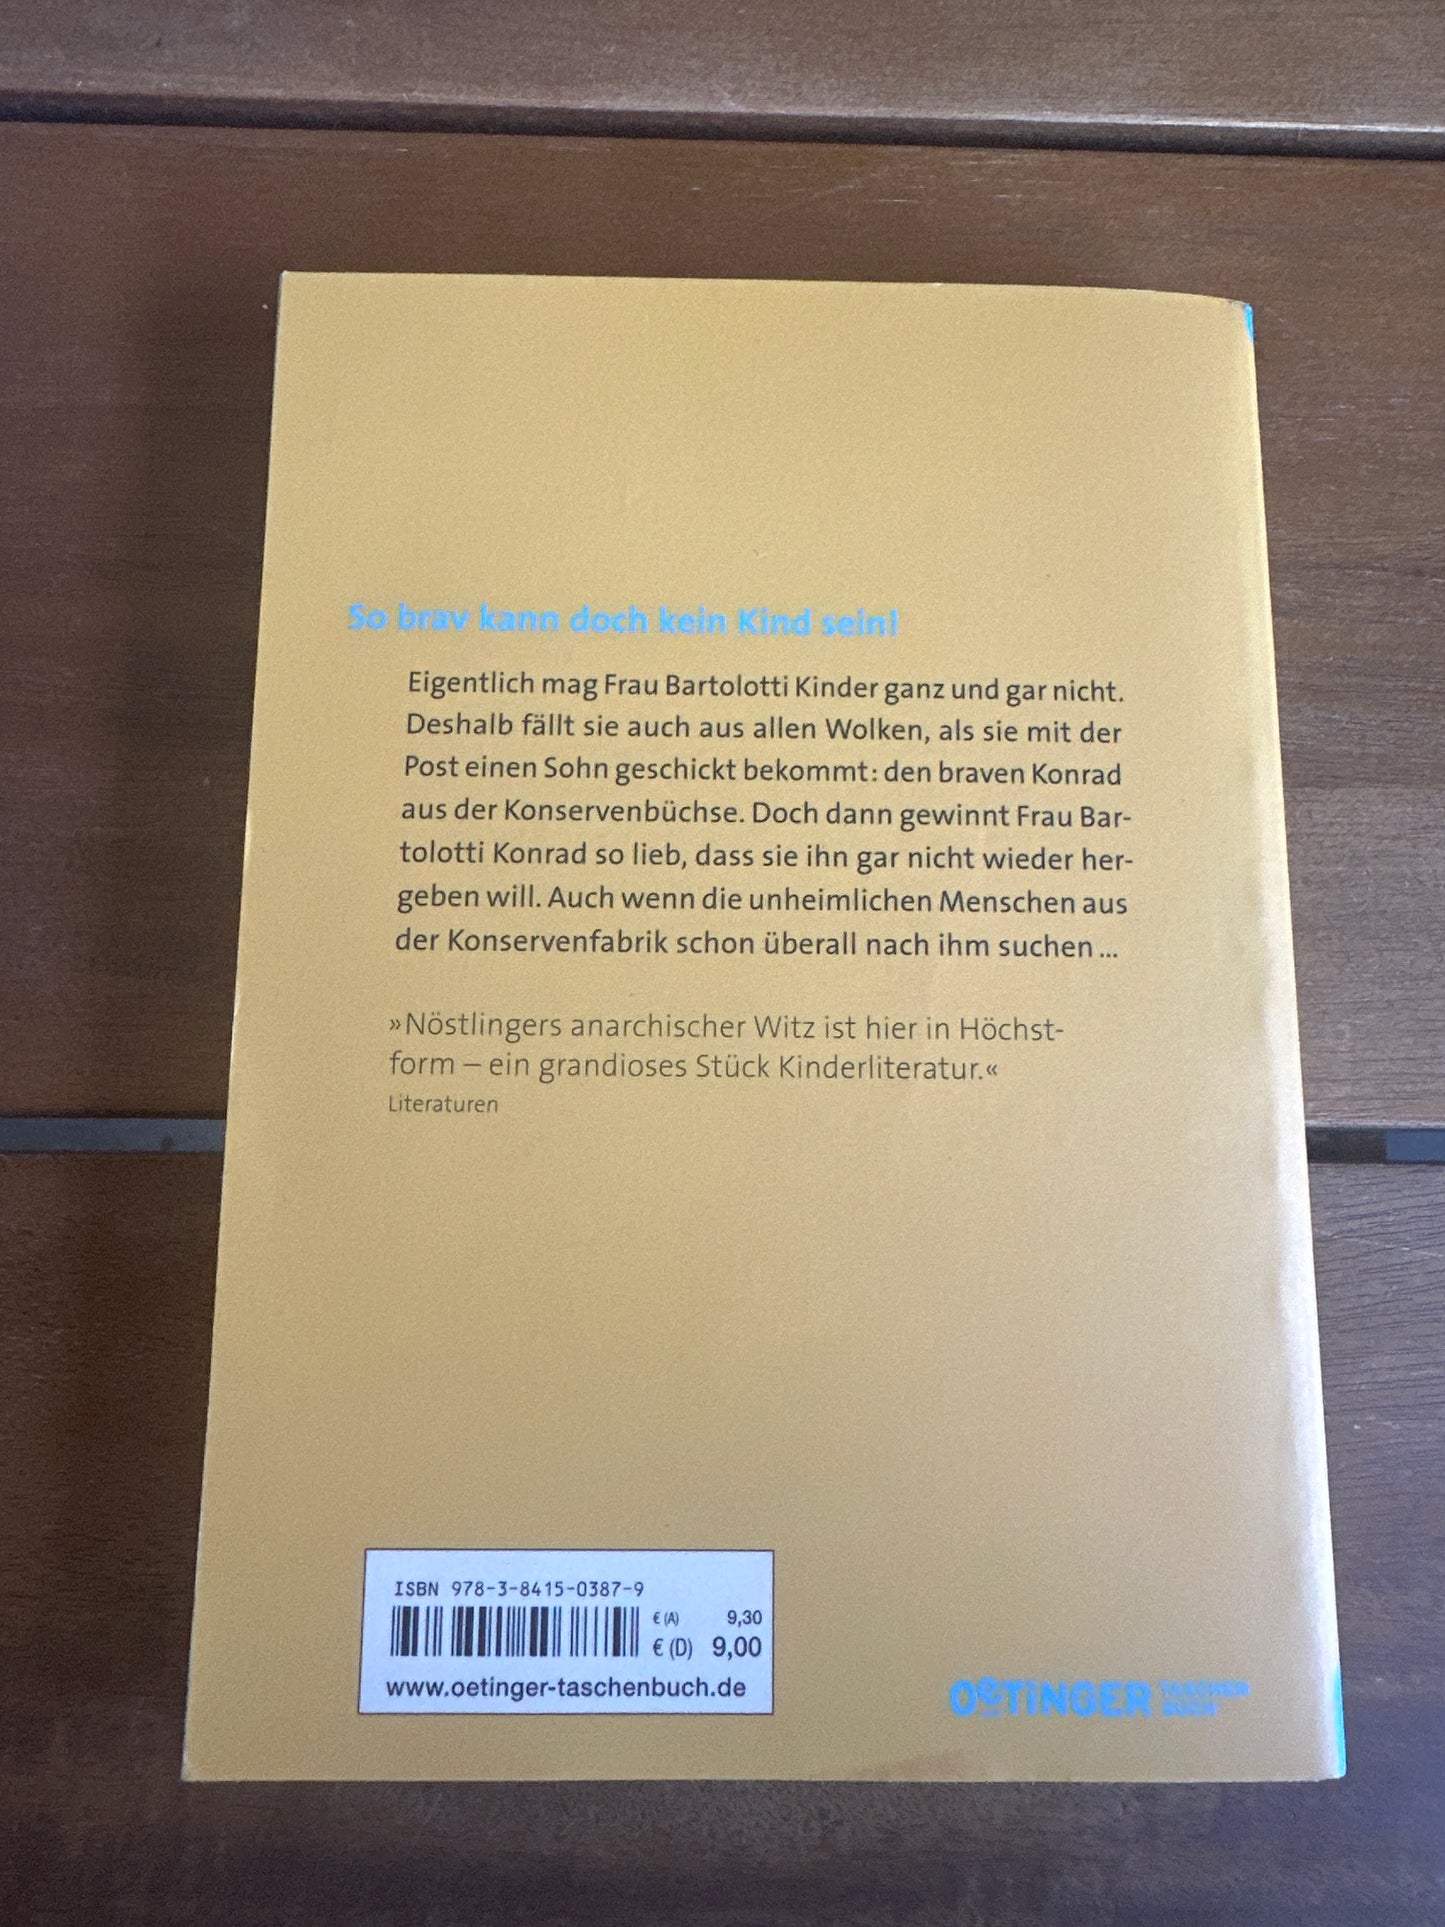 So brav kann doch kein Kind sein!
Eigentlich mag Frau Bartolotti Kinder ganz und gar nicht.
Deshalb fällt sie auch aus allen Wolken, als sie mit der
Post einen Sohn geschickt bekommt: den braven Konrad
aus der Konservenbüchse. Doch dann gewinnt Frau Bar-
tolotti Konrad so lieb, dass sie ihn gar nicht wieder her-
geben will. Auch wenn die unheimlichen Menschen aus
der Konservenfabrik schon überall nach ihm suchen ...
»Nöstlingers anarchischer Witz ist hier in Höchst-
form – ein grandioses Stück Kinderliteratur.«
Literaturen
ISBN 978-3-8415-0387-9
€ (A) 9,30
€ (D) 9,00
www.oetinger-taschenbuch.de
OETINGER TASCHEN
BUCH